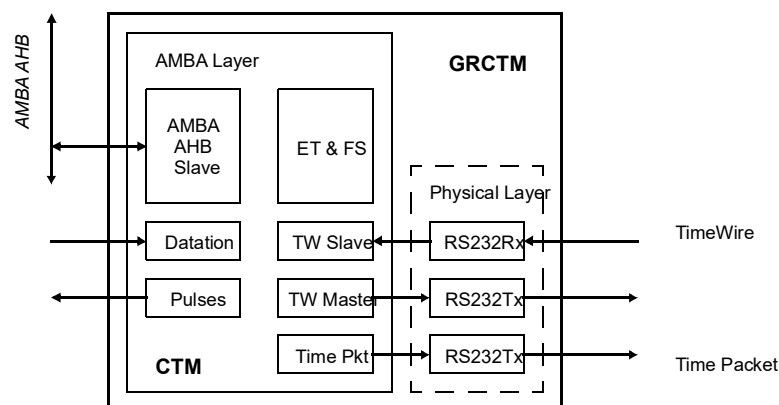 AMBA AHB
AMBA Layer
GRCTM
AMBA
AHB
Slave
ET & FS
Physical Layer
Datation
TW Slave
RS232Rx
TimeWire
Pulses
TW Master
RS232Tx
CTM
Time Pkt
RS232Tx
Time Packet